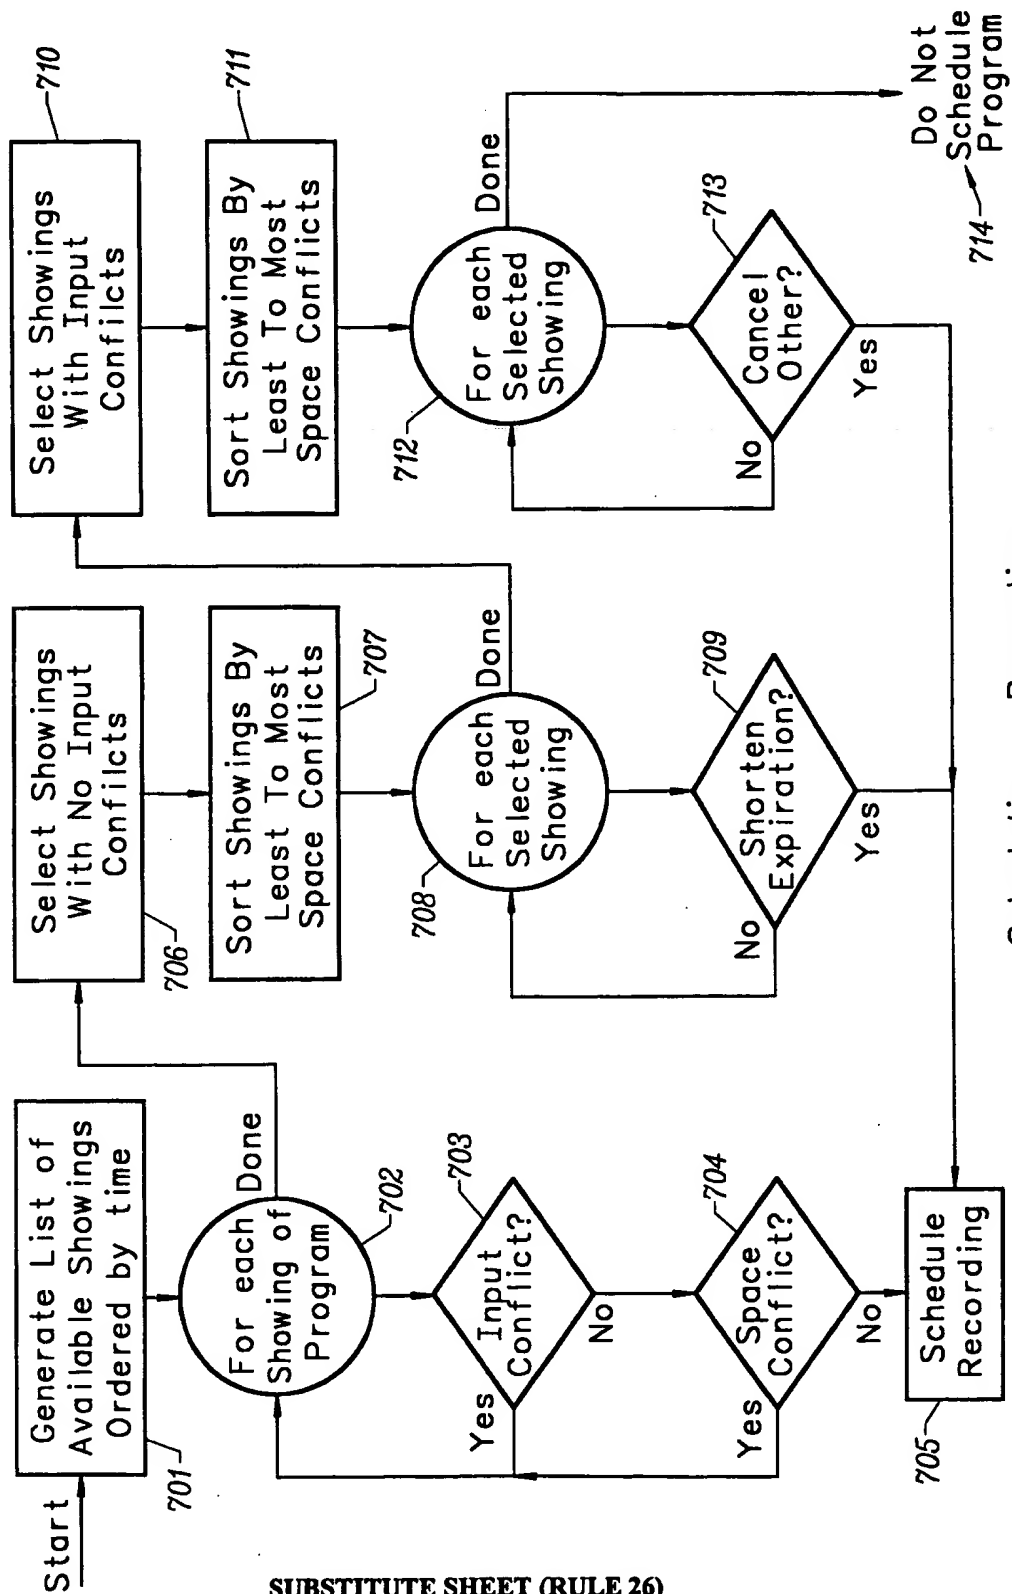 Start
Generate List of
Available Showings
Ordered by time
701
For each
Showing of
Program
702
Done
Input
Conflict?
703
Yes
No
Space
Conflict?
704
Yes
No
Schedule
Recording
705
Select Showings
With No Input
Confilcts
706
Sort Showings By
Least To Most
Space Conflicts
707
For each
Selected
Showing
708
Done
Shorten
Expiration?
709
No
Yes
Select Showings
With Input
Confilcts
710
Sort Showings By
Least To Most
Space Conflicts
711
For each
Selected
Showing
712
Done
Cancel
Other?
713
No
Yes
Do Not
Schedule
Program
714
SUBSTITUTE SHEET (RULE 26)